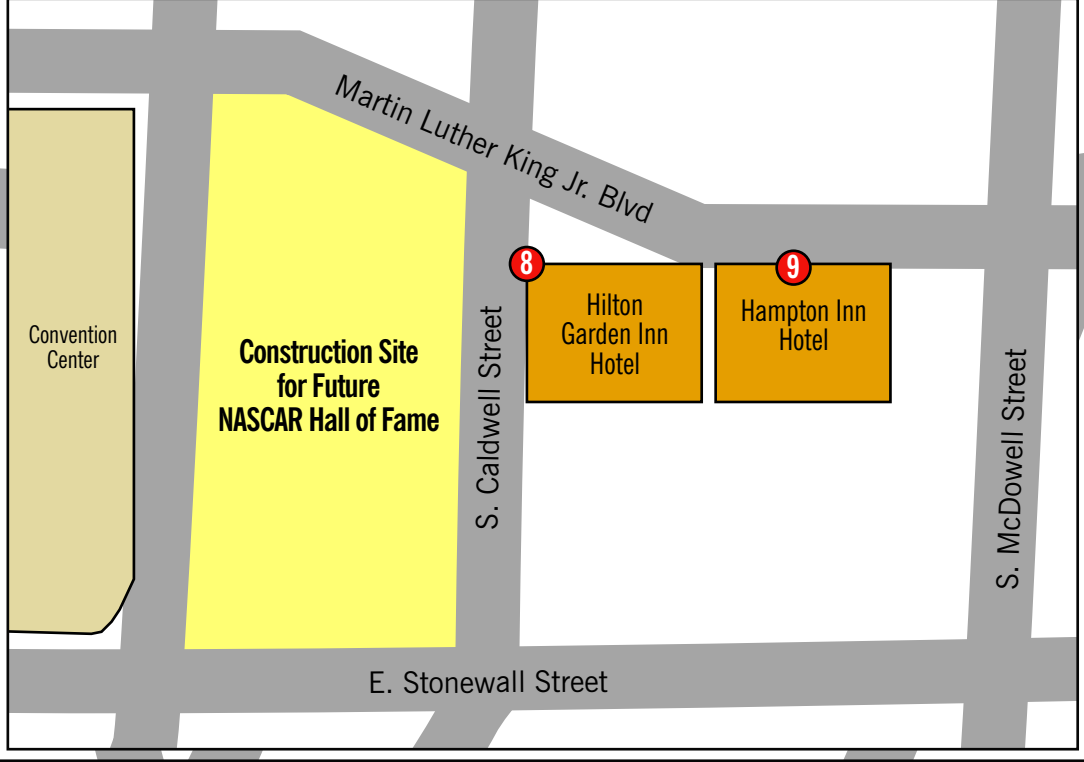 Martin Luther King Jr. Blvd
8
9
Hilton
Garden Inn
Hotel
Hampton Inn
Hotel
Convention
Center
Construction Site
for Future
NASCAR Hall of Fame
S. Caldwell Street
S. McDowell Street
E. Stonewall Street